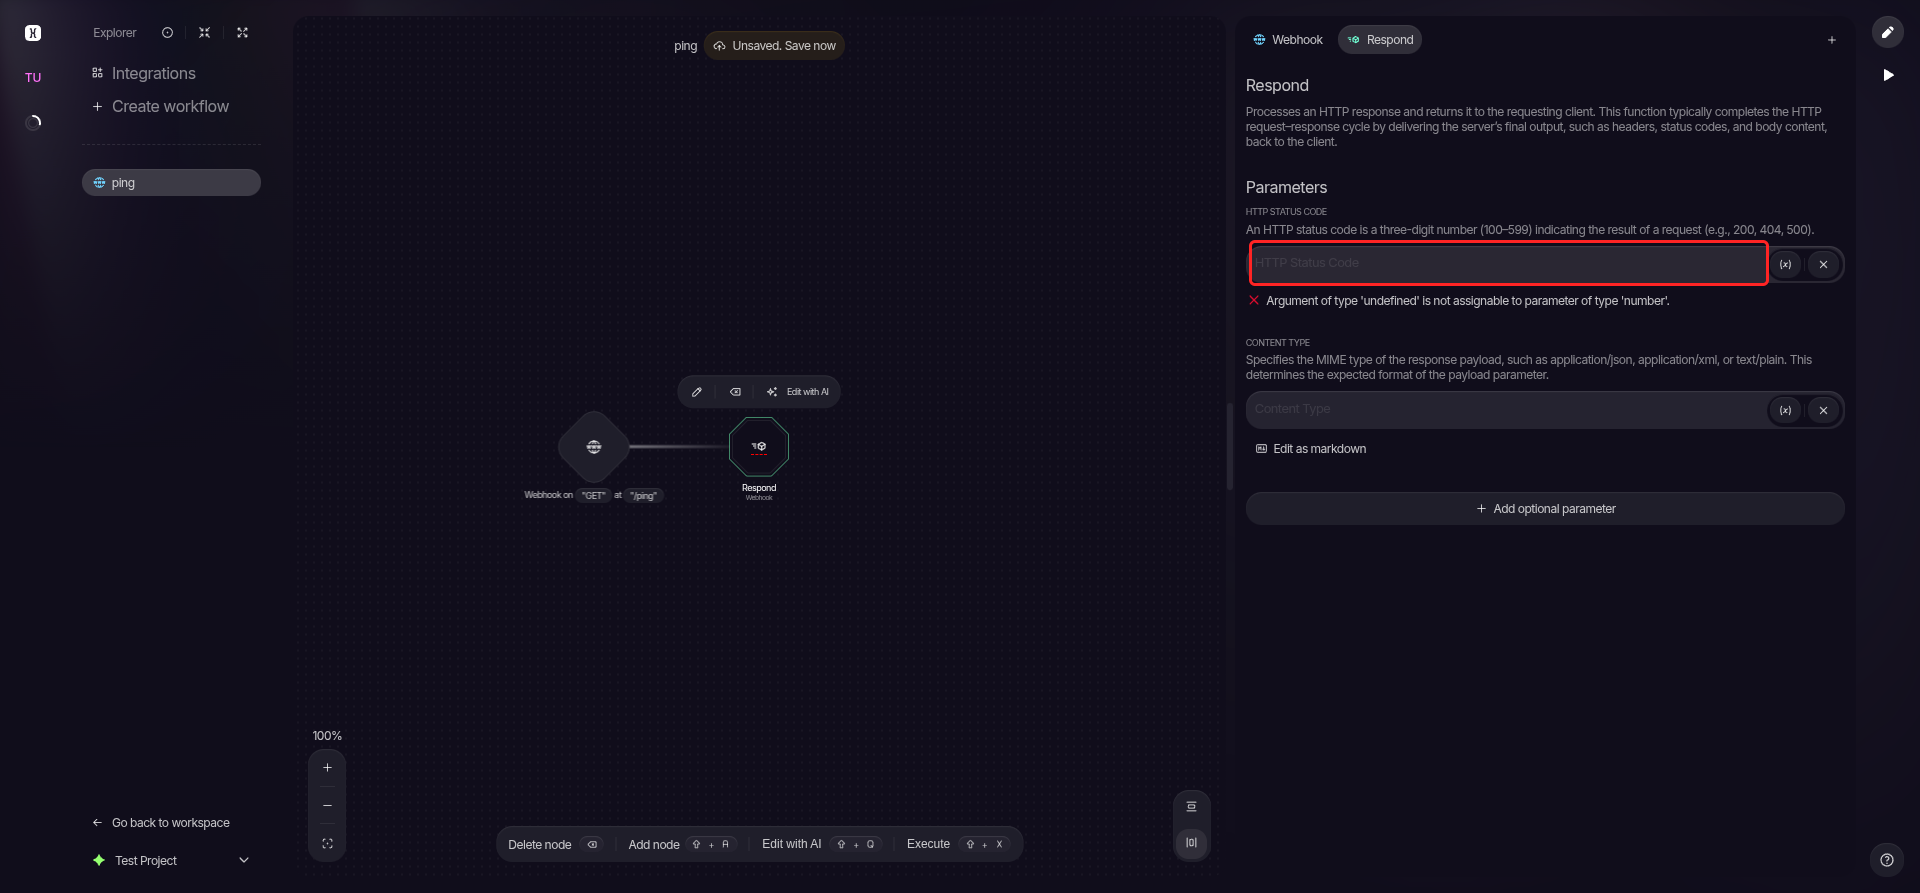 Explorer
TU
Integrations
Create workflow
ping
Go back to workspace
Test Project
ping
Unsaved. Save now
Edit with AI
Webhook on "GET" at "/ping"
Respond
Webhook
100%
Delete node
Add node ⇧ + A
Edit with AI ⇧ + Q
Execute ⇧ + X
Webhook
Respond
Respond
Processes an HTTP response and returns it to the requesting client. This function typically completes the HTTP
request–response cycle by delivering the server's final output, such as headers, status codes, and body content,
back to the client.
Parameters
HTTP STATUS CODE
An HTTP status code is a three-digit number (100–599) indicating the result of a request (e.g., 200, 404, 500).
HTTP Status Code
(x)
Argument of type 'undefined' is not assignable to parameter of type 'number'.
CONTENT TYPE
Specifies the MIME type of the response payload, such as application/json, application/xml, or text/plain. This
determines the expected format of the payload parameter.
Content Type
(x)
Edit as markdown
Add optional parameter